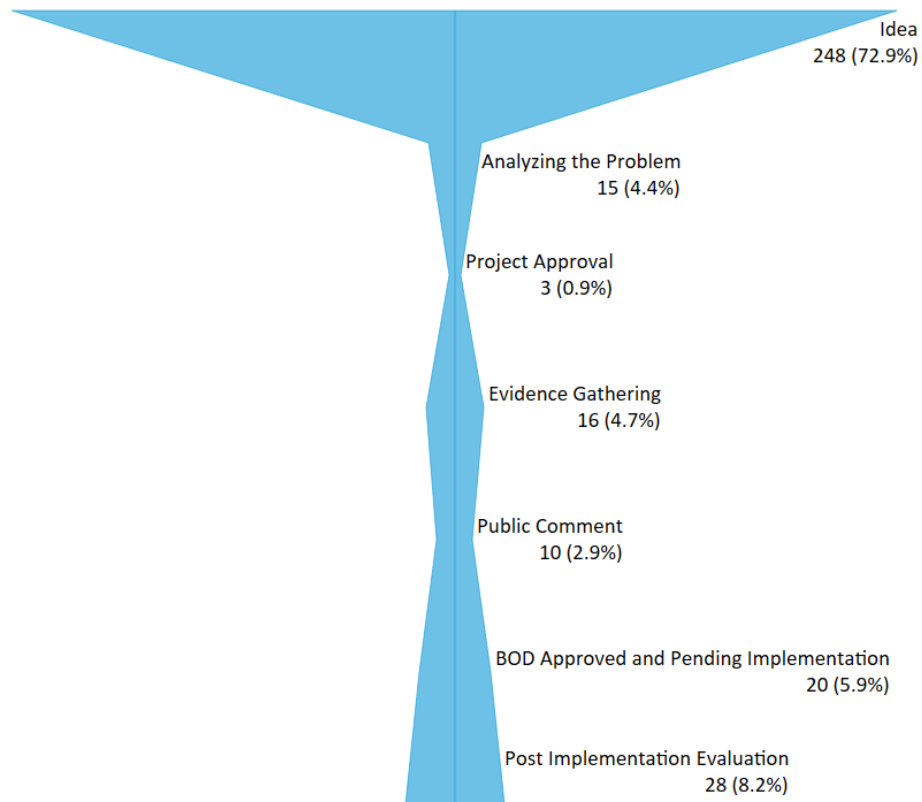 Idea
248 (72.9%)
Analyzing the Problem
15 (4.4%)
Project Approval
3 (0.9%)
Evidence Gathering
16 (4.7%)
Public Comment
10 (2.9%)
BOD Approved and Pending Implementation
20 (5.9%)
Post Implementation Evaluation
28 (8.2%)